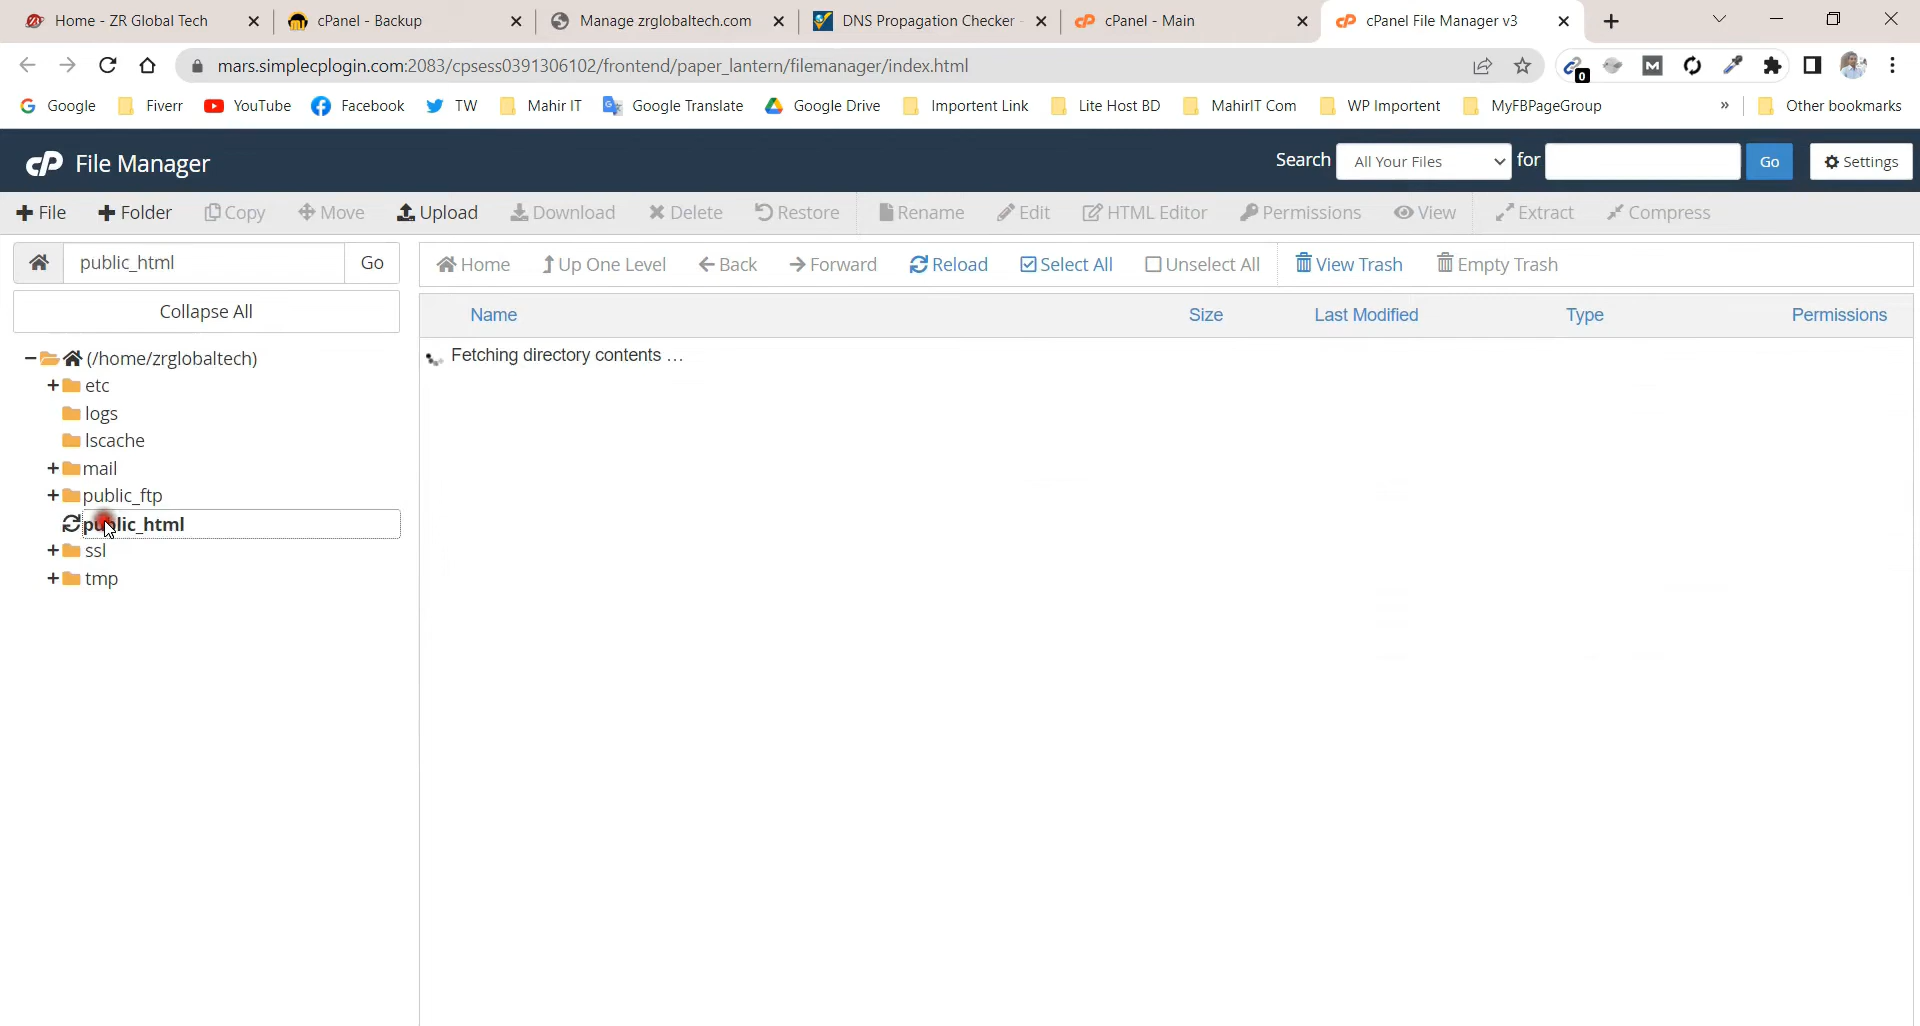 Home - ZR Global Tech
cPanel - Backup
Manage zrglobaltech.com
DNS Propagation Checker
cPanel - Main
cPanel File Manager v3
mars.simplecplogin.com:2083/cpsess0391306102/frontend/paper_lantern/filemanager/index.html
0
M
Google
Fiverr
YouTube
Facebook
TW
Mahir IT
Google Translate
Google Drive
Importent Link
Lite Host BD
MahirIT Com
WP Importent
MyFBPageGroup
»
Other bookmarks
cP File Manager
Search
All Your Files
for
Go
Settings
File
Folder
Copy
Move
Upload
Download
Delete
Restore
Rename
Edit
HTML Editor
Permissions
View
Extract
Compress
public_html
Go
Home
Up One Level
Back
Forward
Reload
Select All
Unselect All
View Trash
Empty Trash
Collapse All
Name
Size
Last Modified
Type
Permissions
Fetching directory contents ...
(/home/zrglobaltech)
etc
logs
lscache
mail
public_ftp
public_html
ssl
tmp